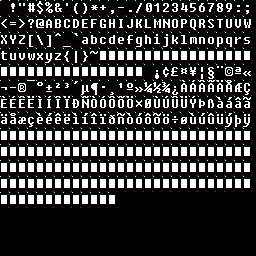 !"#$%&'()*+,-./0123456789:;
<=>?@ABCDEFGHIJKLMNOPQRSTUVW
XYZ[\]^_`abcdefghijklmnopqrs
tuvwxyz{|}~
¡¢£¤¥¦§¨©ª«
¬-®¯°±²³´µ¶·¸¹º»¼½¾¿ÀÁÂÃÄÅÆÇ
ÈÉÊËÌÍÎÏÐÑÒÓÔÕÖ×ØÙÚÛÜÝÞßàáâã
äåæçèéêëìíîïðñòóôõö÷øùúûüýþÿ